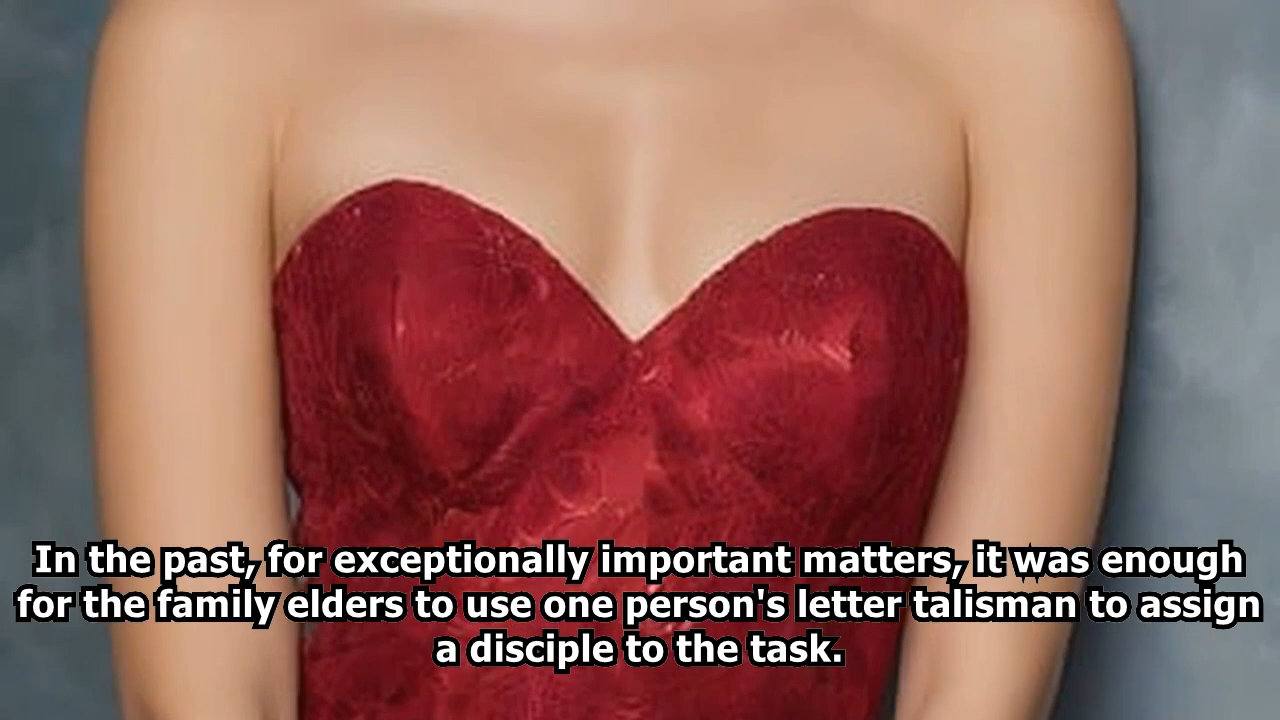 In the past, for exceptionally important matters, it was enough
for the family elders to use one person's letter talisman to assign
a disciple to the task.